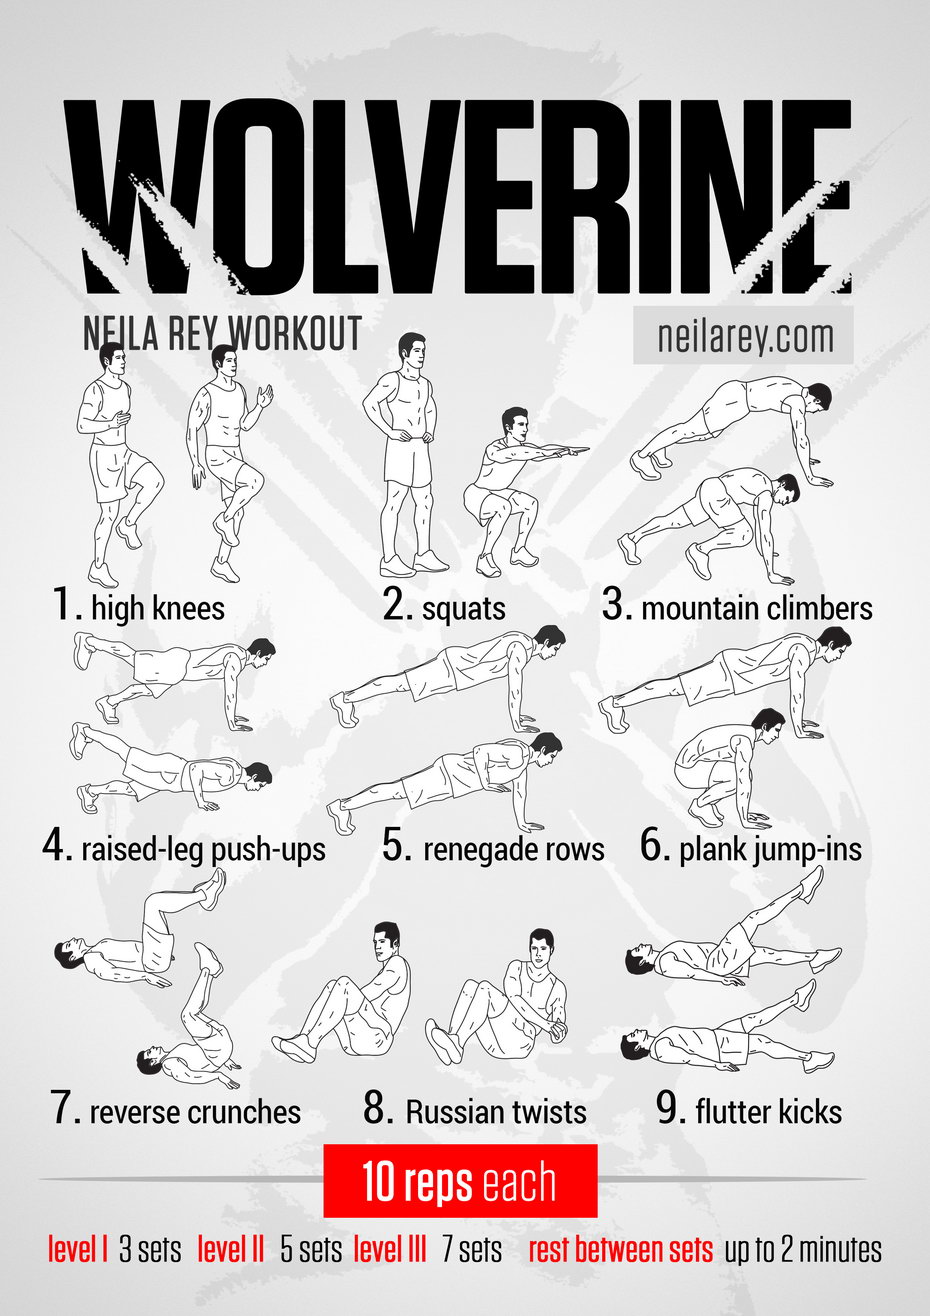 WOLVERINE
NEILA REY WORKOUT
neilarey.com
1. high knees
2. squats
3. mountain climbers
4. raised-leg push-ups
5. renegade rows
6. plank jump-ins
7. reverse crunches
8. Russian twists
9. flutter kicks
10 reps each
level I 3 sets level II 5 sets level III 7 sets rest between sets up to 2 minutes